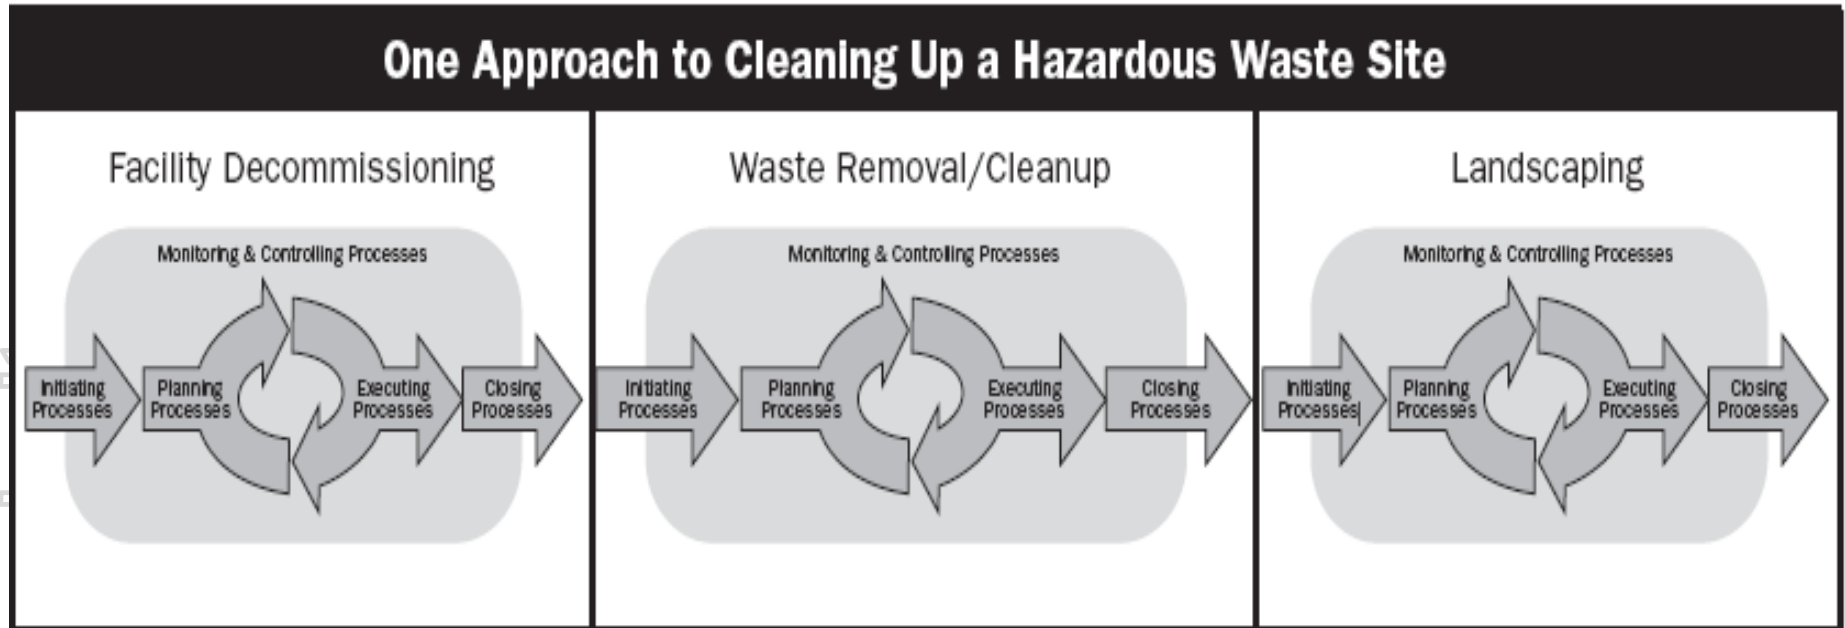 One Approach to Cleaning Up a Hazardous Waste Site
Facility Decommissioning
Monitoring & Controlling Processes
Initiating
Processes
Planning
Processes
Executing
Processes
Closing
Processes
Waste Removal/Cleanup
Monitoring & Controlling Processes
Initiating
Processes
Planning
Processes
Executing
Processes
Closing
Processes
Landscaping
Monitoring & Controlling Processes
Initiating
Processes
Planning
Processes
Executing
Processes
Closing
Processes